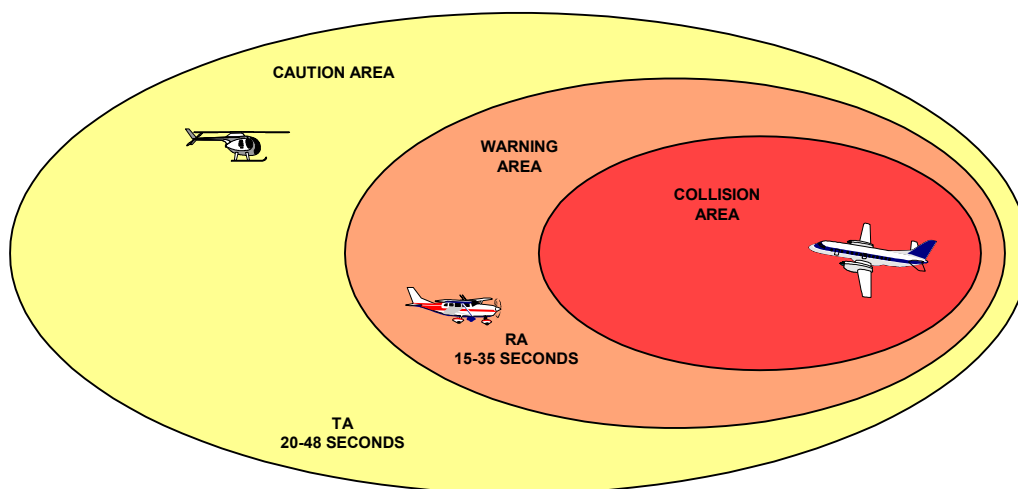 CAUTION AREA
WARNING
AREA
COLLISION
AREA
RA
15-35 SECONDS
TA
20-48 SECONDS